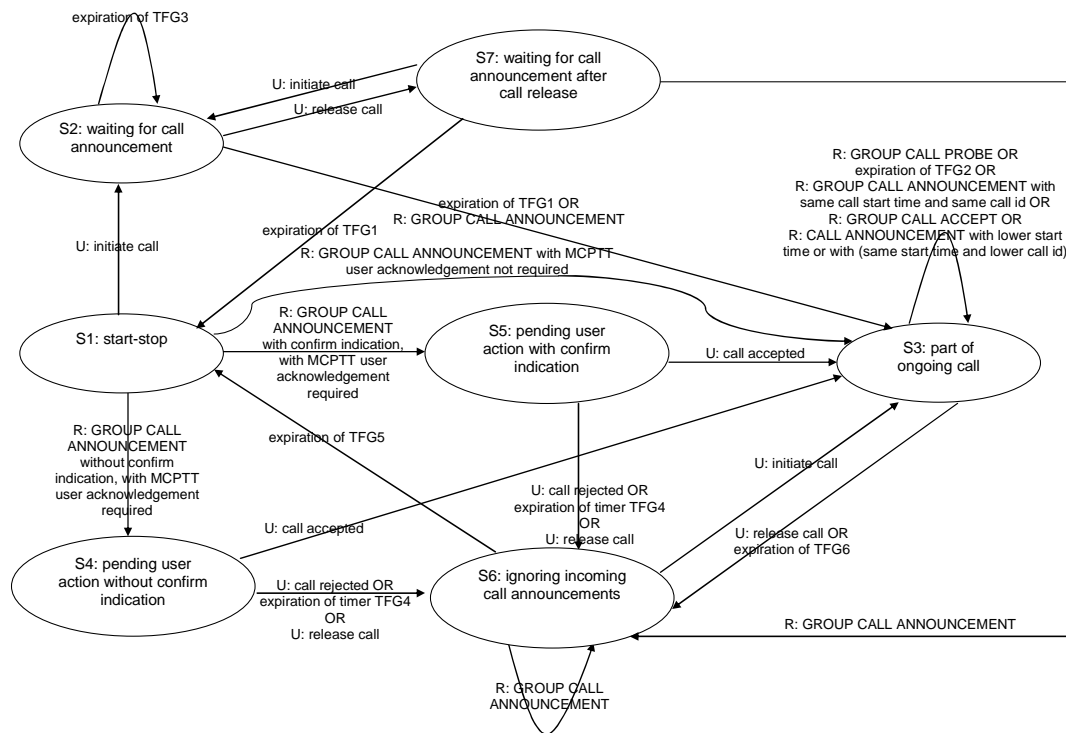 expiration of TFG3
S7: waiting for call
announcement after
call release
U: initiate call
U: release call
S2: waiting for call
announcement
R: GROUP CALL PROBE OR
expiration of TFG2 OR
R: GROUP CALL ANNOUNCEMENT with
same call start time and same call id OR
R: GROUP CALL ACCEPT OR
R: CALL ANNOUNCEMENT with lower start
time or with (same start time and lower call id)
expiration of TFG1 OR
R: GROUP CALL ANNOUNCEMENT
expiration of TFG1
U: initiate call
R: GROUP CALL ANNOUNCEMENT with MCPTT
user acknowledgement not required
S1: start-stop
R: GROUP CALL
ANNOUNCEMENT
with confirm indication,
with MCPTT user
acknowledgement
required
S5: pending user
action with confirm
indication
U: call accepted
S3: part of
ongoing call
R: GROUP CALL
ANNOUNCEMENT
without confirm
indication, with MCPTT
user acknowledgement
required
expiration of TFG5
U: initiate call
U: call rejected OR
expiration of timer TFG4
OR
U: release call
U: call accepted
U: release call OR
expiration of TFG6
S4: pending user
action without confirm
indication
U: call rejected OR
expiration of timer TFG4
OR
U: release call
S6: ignoring incoming
call announcements
R: GROUP CALL ANNOUNCEMENT
R: GROUP CALL
ANNOUNCEMENT